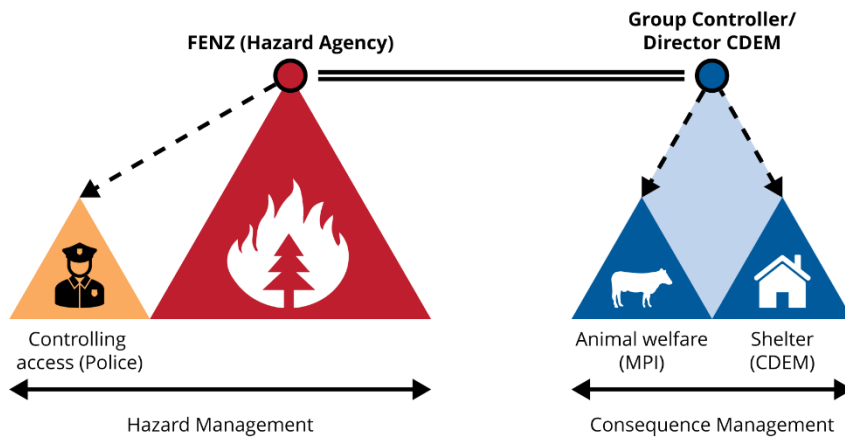 FENZ (Hazard Agency)
Group Controller/
Director CDEM
Controlling
access (Police)
Animal welfare
(MPI)
Shelter
(CDEM)
Hazard Management
Consequence Management